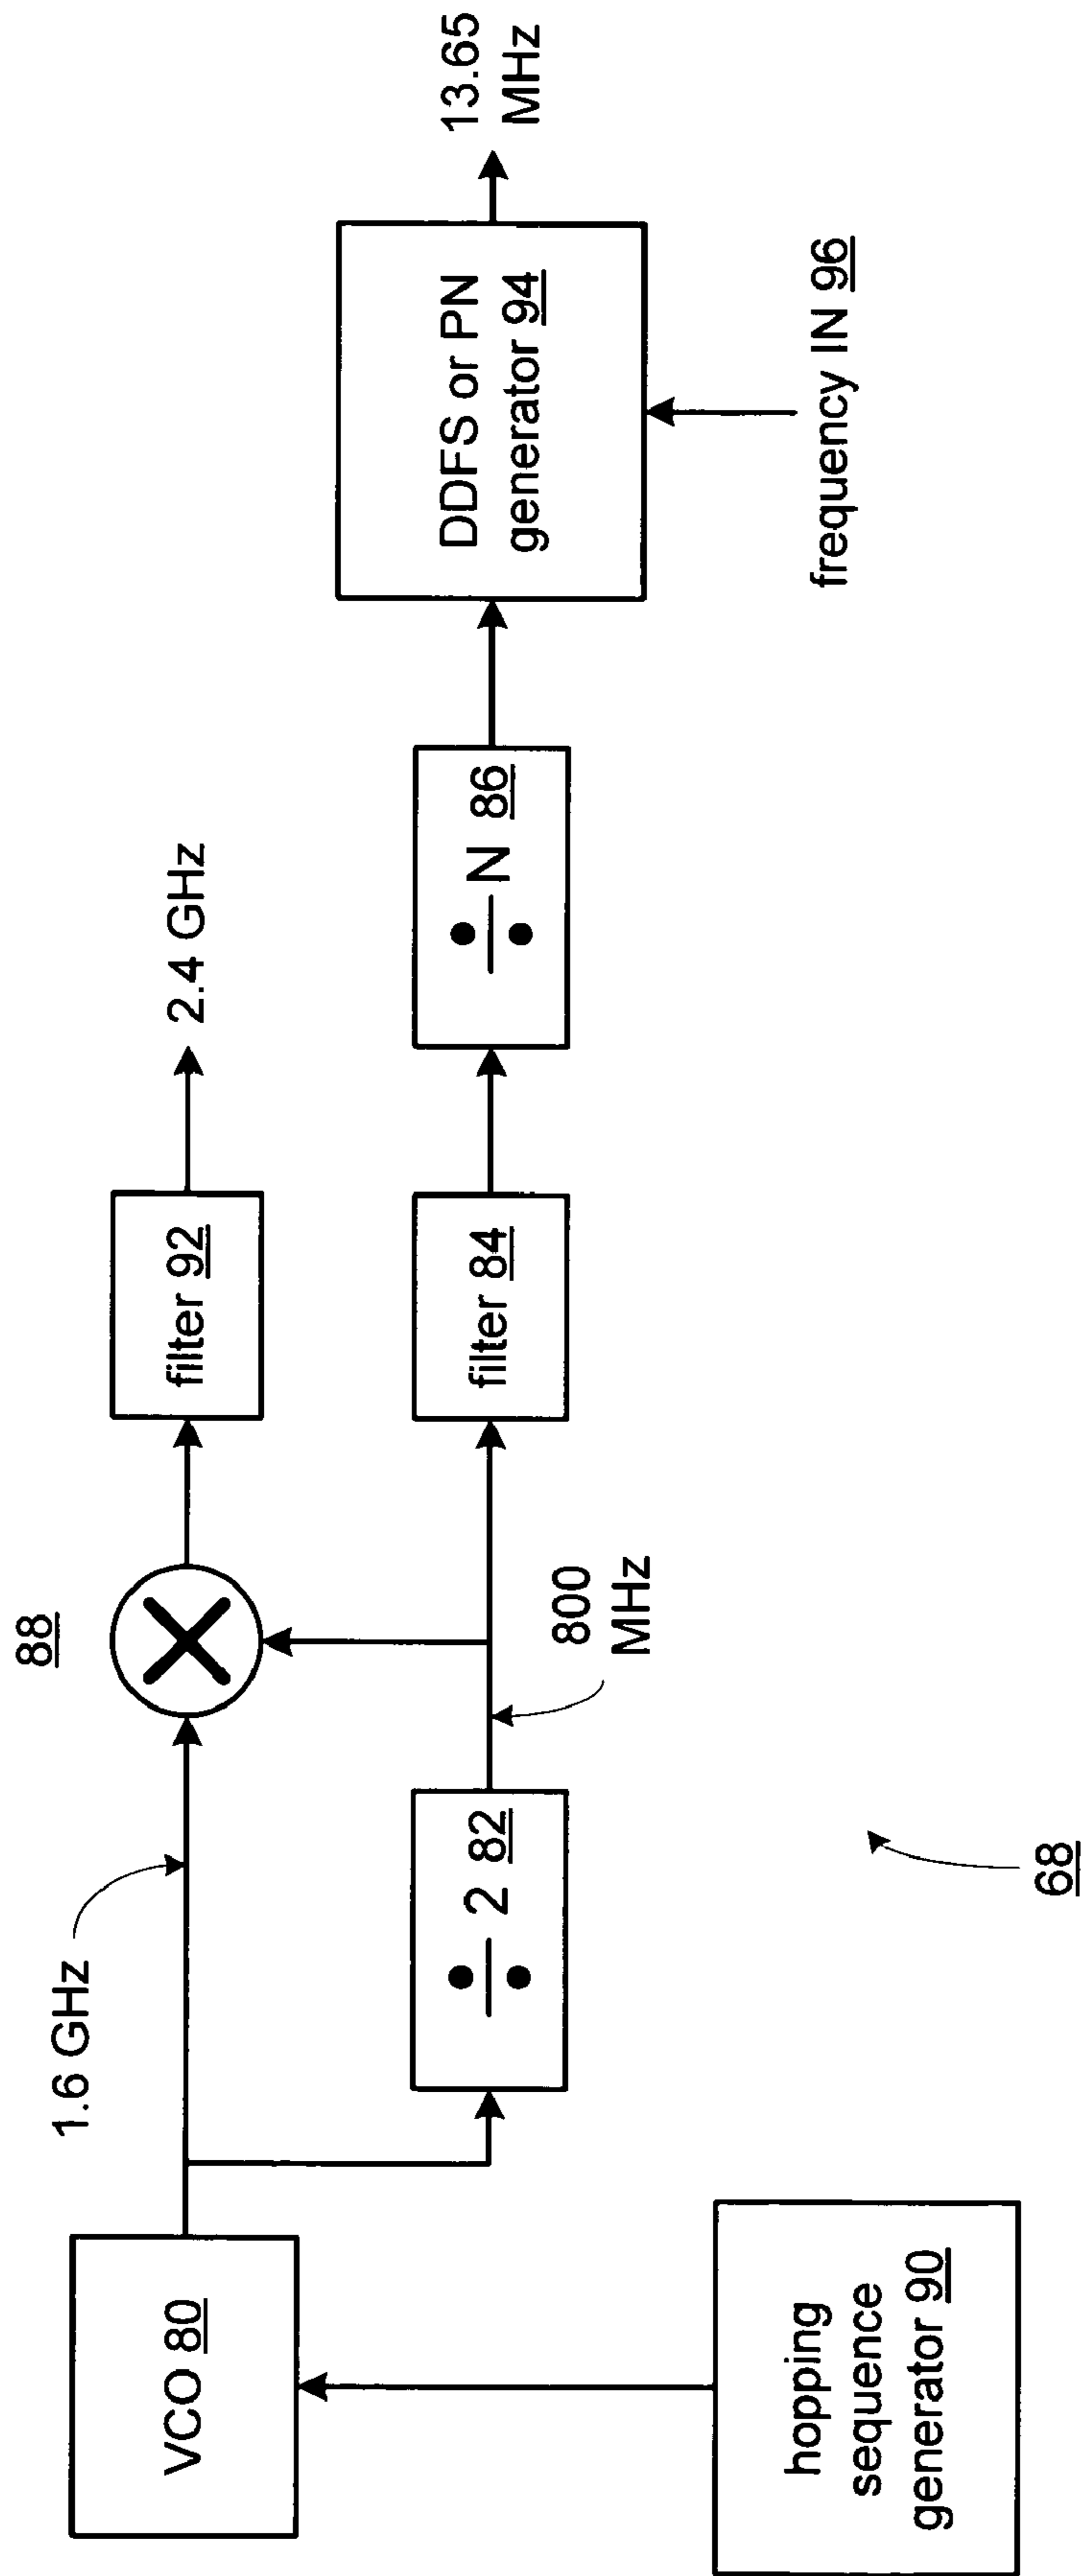 88
1.6 GHz
VCO 80
filter 92
2.4 GHz
÷ 2 82
800
MHz
filter 84
÷ N 86
DDFS or PN
generator 94
13.65
MHz
hopping
sequence
generator 90
frequency IN 96
68